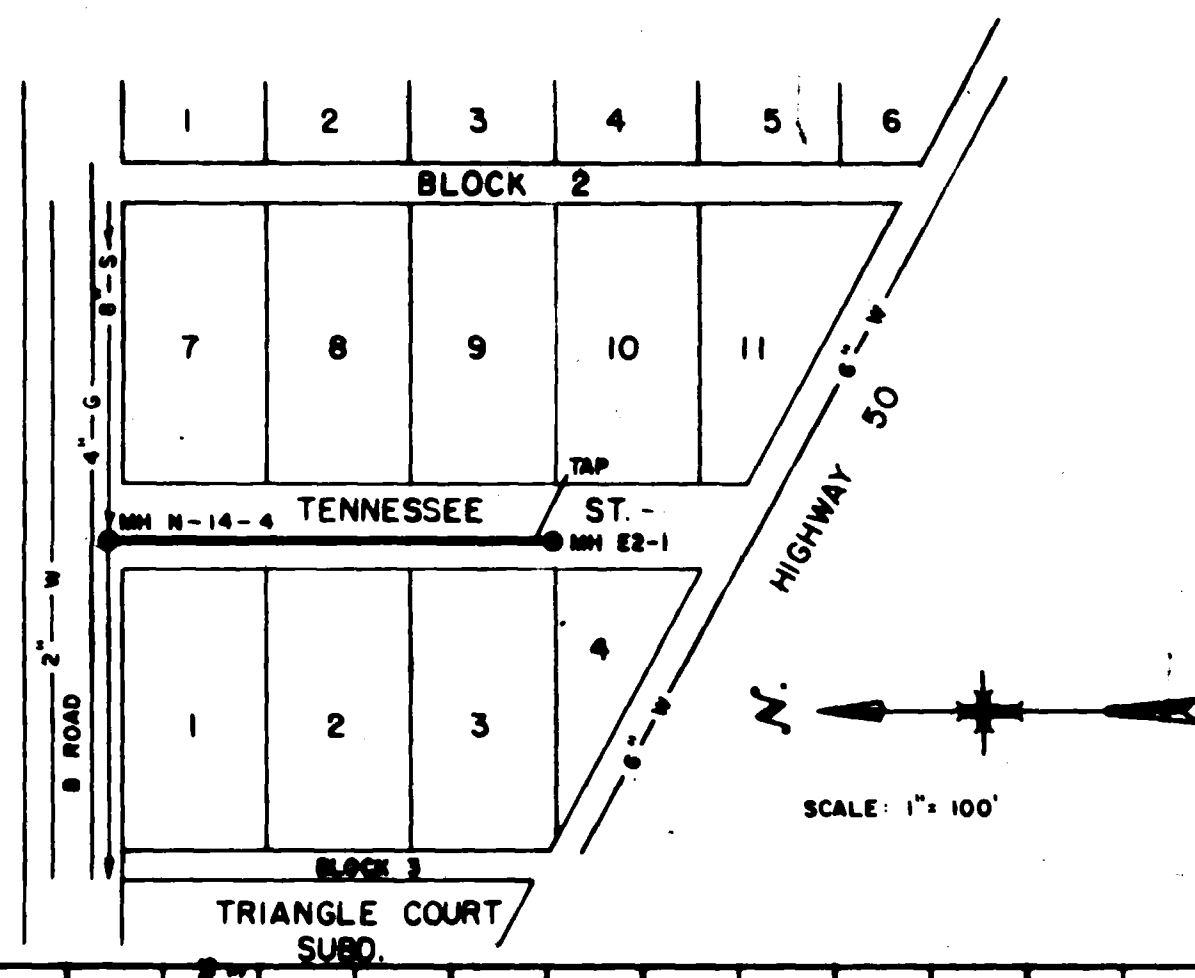 1 2 3 4 5 6
BLOCK 2
8"-S
7 8 9 10 11
6"-W
4"-G
HIGHWAY 50
TAP
TENNESSEE ST.-
MH N-14-4
MH E2-1
2"-W
B ROAD
1 2 3 4
6"-W
N.
SCALE: 1"= 100'
BLOCK 3
TRIANGLE COURT
SUBD.